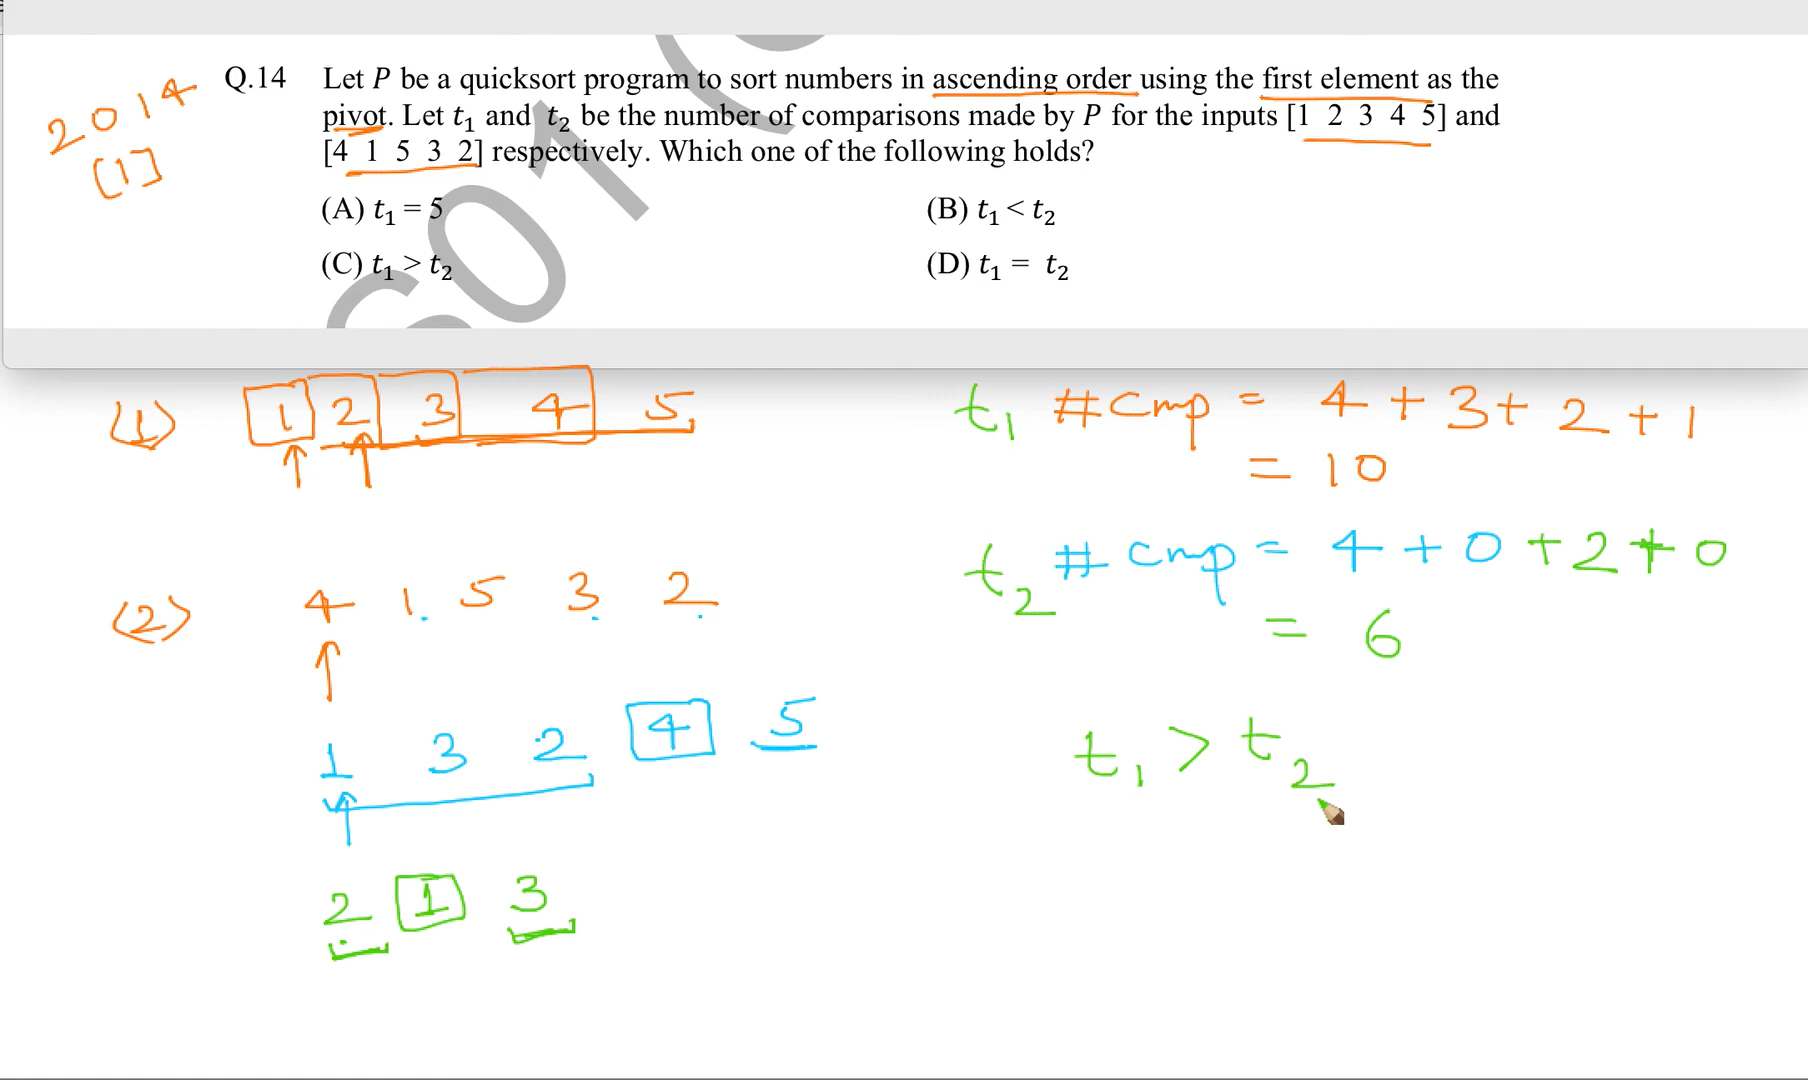 2014
[1]
Q.14 Let P be a quicksort program to sort numbers in ascending order using the first element as the
pivot. Let t₁ and t₂ be the number of comparisons made by P for the inputs [1 2 3 4 5] and
[4 1 5 3 2] respectively. Which one of the following holds?
(A) t₁ = 5 (B) t₁ < t₂
(C) t₁ > t₂ (D) t₁ = t₂
(1) 1 2 3 4 5
t₁ #cmp = 4 + 3 + 2 + 1
= 10
(2) 4 1 5 3 2
t₂ # cmp = 4 + 0 + 2 + 0
= 6
1 3 2 4 5
t₁ > t₂
2 1 3